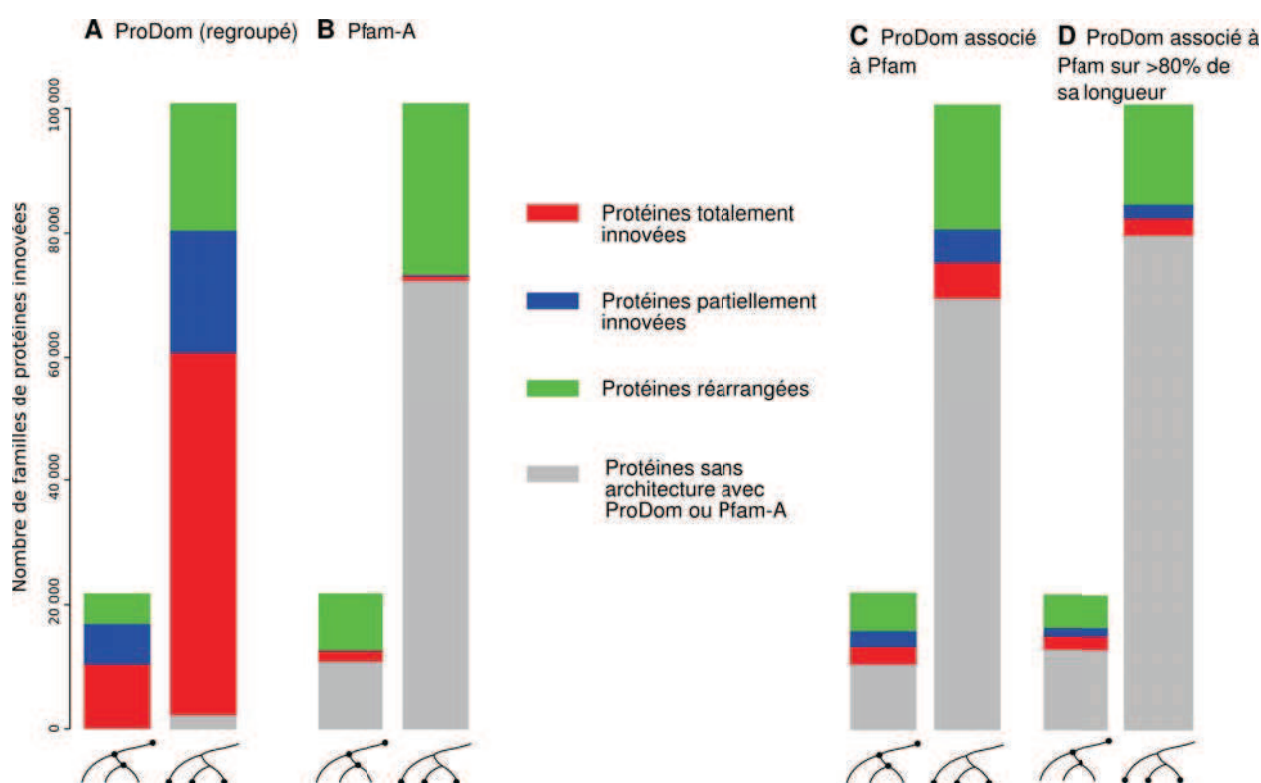 A ProDom (regroupé)
B Pfam-A
C ProDom associé
à Pfam
D ProDom associé à
Pfam sur >80% de
sa longueur
Nombre de familles de protéines innovées
100 000
80 000
60 000
40 000
20 000
0
Protéines totalement
innovées
Protéines partiellement
innovées
Protéines réarrangées
Protéines sans
architecture avec
ProDom ou Pfam-A